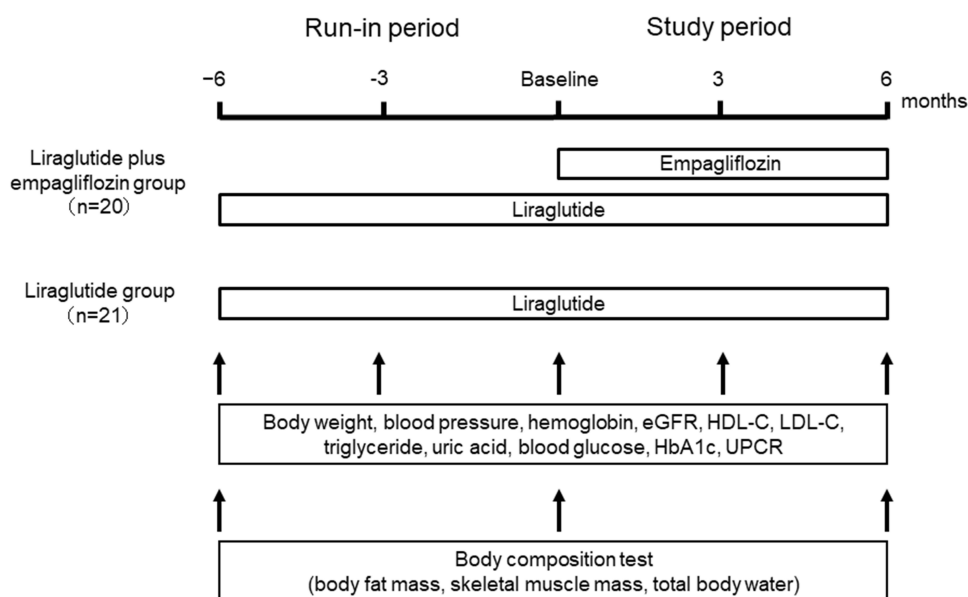 Run-in period
Study period
−6
-3
Baseline
3
6
months
Liraglutide plus
empagliflozin group
（n=20）
Empagliflozin
Liraglutide
Liraglutide group
（n=21）
Liraglutide
Body weight, blood pressure, hemoglobin, eGFR, HDL-C, LDL-C,
triglyceride, uric acid, blood glucose, HbA1c, UPCR
Body composition test
(body fat mass, skeletal muscle mass, total body water)